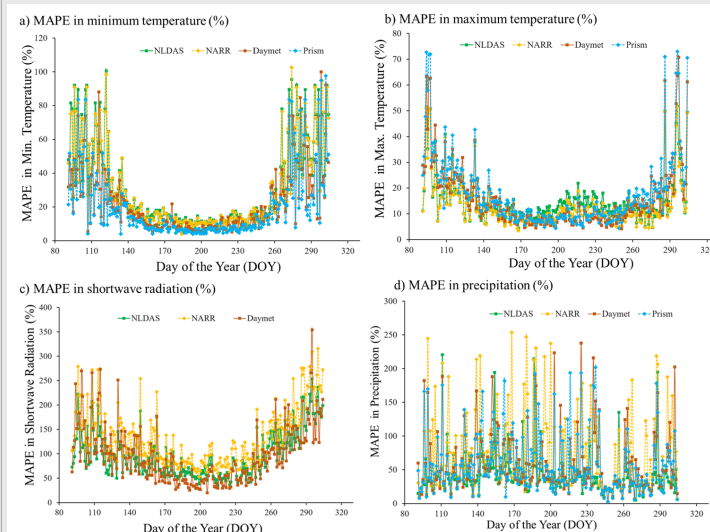 a) MAPE in minimum temperature (%)
NLDAS NARR Daymet Prism
MAPE in Min. Temperature (%)
120
100
80
60
40
20
0
80 110 140 170 200 230 260 290 320
Day of the Year (DOY)
b) MAPE in maximum temperature (%)
NLDAS NARR Daymet Prism
MAPE in Max. Temperature (%)
80
70
60
50
40
30
20
10
0
80 110 140 170 200 230 260 290 320
Day of the Year (DOY)
c) MAPE in shortwave radiation (%)
NLDAS NARR Daymet
MAPE in Shortwave Radiation (%)
400
350
300
250
200
150
100
50
0
80 110 140 170 200 230 260 290 320
Day of the Year (DOY)
d) MAPE in precipitation (%)
NLDAS NARR Daymet Prism
MAPE in Precipitation (%)
300
250
200
150
100
50
0
80 110 140 170 200 230 260 290 320
Day of the Year (DOY)